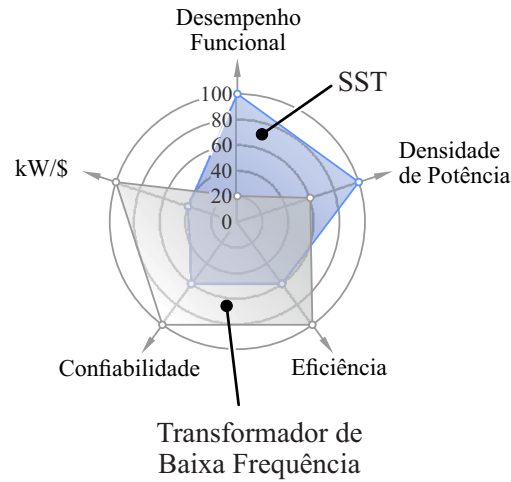 Desempenho
Funcional
SST
100
80
60
40
20
0
Densidade
de Potência
kW/$
Confiabilidade
Eficiência
Transformador de
Baixa Frequência